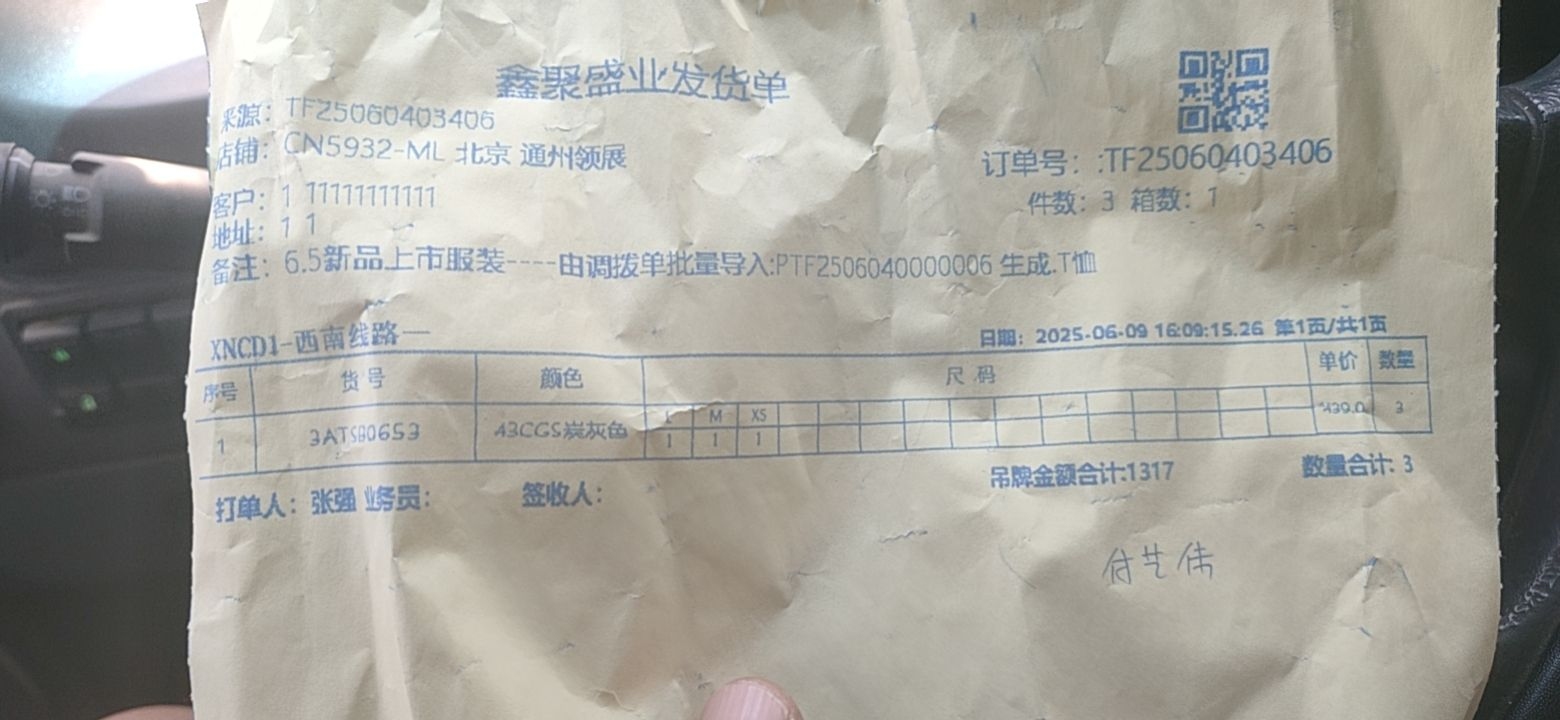 鑫聚盛业发货单
来源：TF25060403406
店铺：CN5932-ML 北京 通州领展
订单号：:TF25060403406
客户：1 11111111111
件数：3 箱数：1
地址：1 1
备注：6.5新品上市服装----由调拨单批量导入:PTF2506040000006 生成.T恤
XNCD1-西南线路一
日期：2025-06-09 16:09:15.26 第1页/共1页
序号 货号 颜色 尺码 单价 数量
L M XS
1 3ATSB0653 43CGS炭灰色 1 1 1 439.0 3
吊牌金额合计:1317 数量合计: 3
打单人：张强 业务员： 签收人：
付艺伟